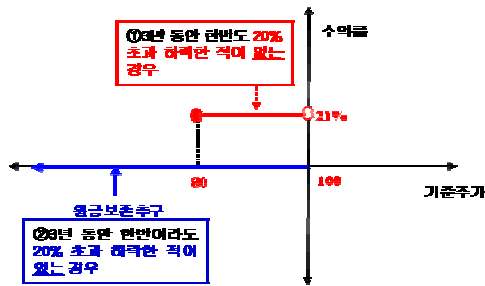 ①3년 동안 한번도 20%
초과 하락한 적이 없는
경우
수익률
21%
80
100
기준주가
원금보존추구
②3년 동안 한번이라도
20% 초과 하락한 적이
있는 경우